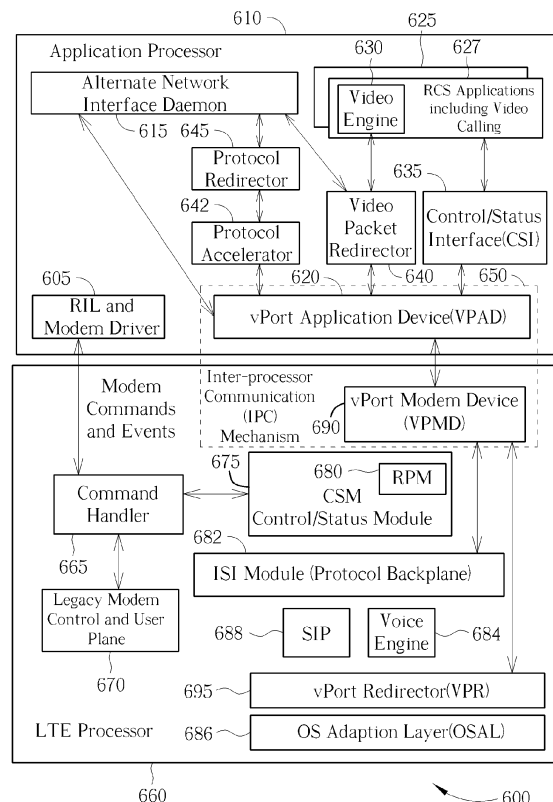 610
625
Application Processor
630
627
Alternate Network
Interface Daemon
Video
Engine
RCS Applications
including Video
Calling
615
645
Protocol
Redirector
635
642
Protocol
Accelerator
Video
Packet
Redirector
Control/Status
Interface(CSI)
605
620
640
650
RIL and
Modem Driver
vPort Application Device(VPAD)
Modem
Commands
and Events
Inter-processor
Communication
(IPC)
Mechanism
690
vPort Modem Device
(VPMD)
675
680
RPM
CSM
Control/Status Module
Command
Handler
665
682
ISI Module (Protocol Backplane)
Legacy Modem
Control and User
Plane
670
688
SIP
Voice
Engine
684
695
vPort Redirector(VPR)
LTE Processor
686
OS Adaption Layer(OSAL)
660
600